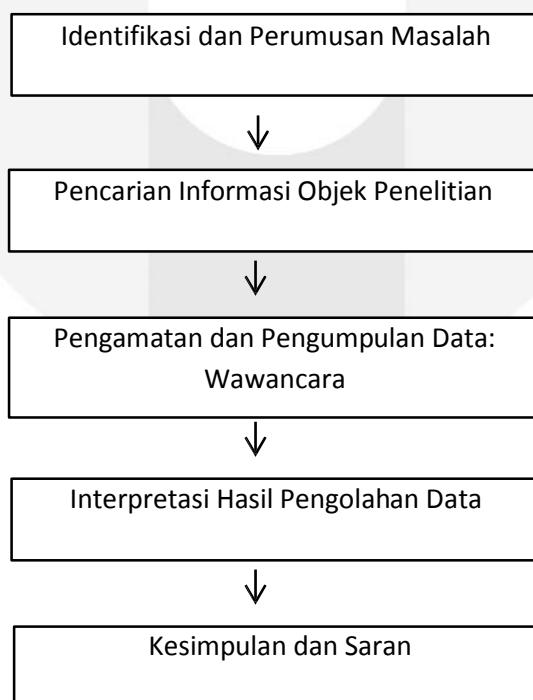 Identifikasi dan Perumusan Masalah
Pencarian Informasi Objek Penelitian
Pengamatan dan Pengumpulan Data:
Wawancara
Interpretasi Hasil Pengolahan Data
Kesimpulan dan Saran